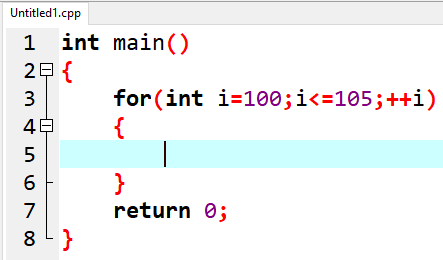 Untitled1.cpp
1 int main()
2 {
3 for(int i=100;i<=105;++i)
4 {
5
6 }
7 return 0;
8 }